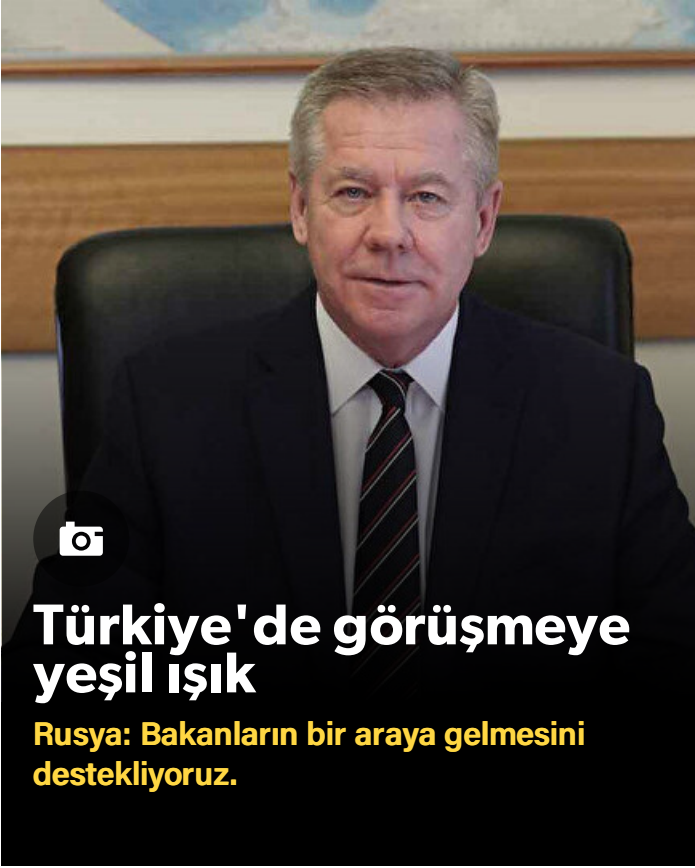 Türkiye'de görüşmeye
yeşil ışık
Rusya: Bakanların bir araya gelmesini
destekliyoruz.